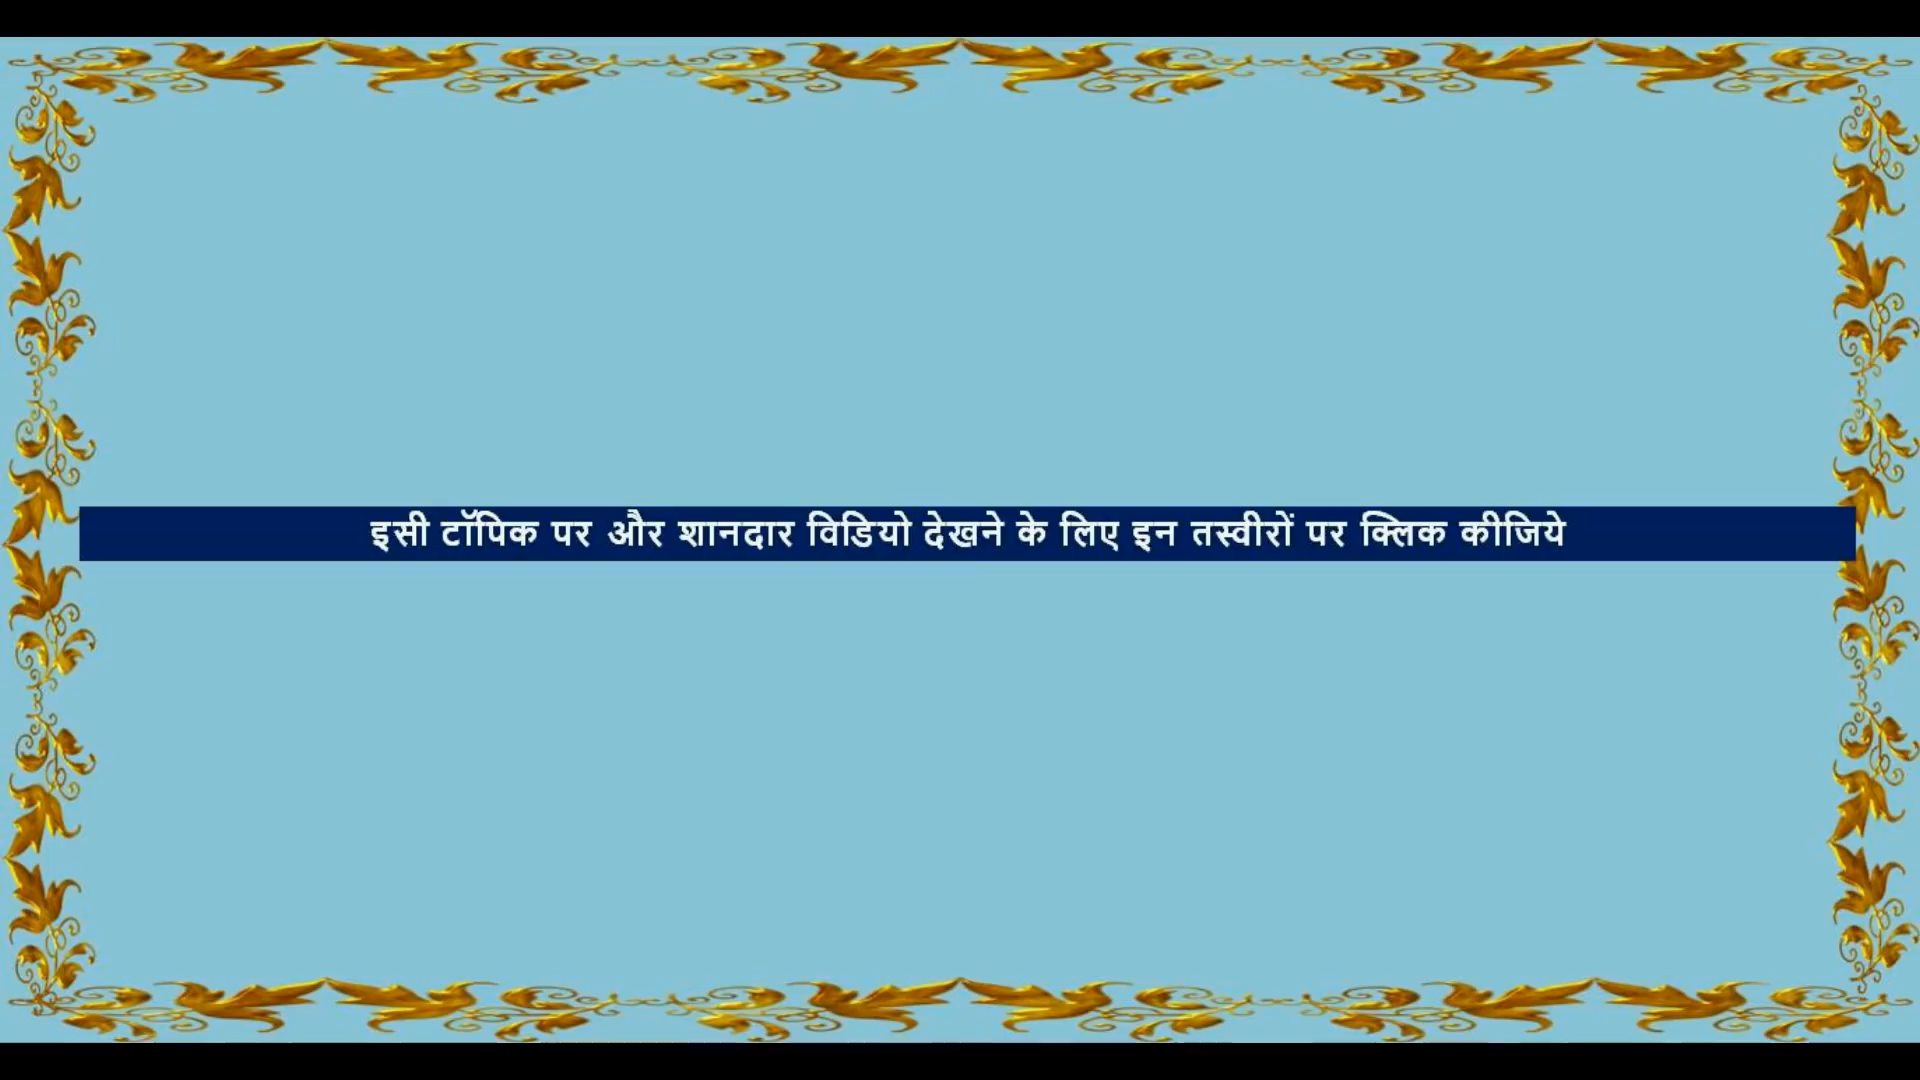 इसी टॉपिक पर और शानदार विडियो देखने के लिए इन तस्वीरों पर क्लिक कीजिये